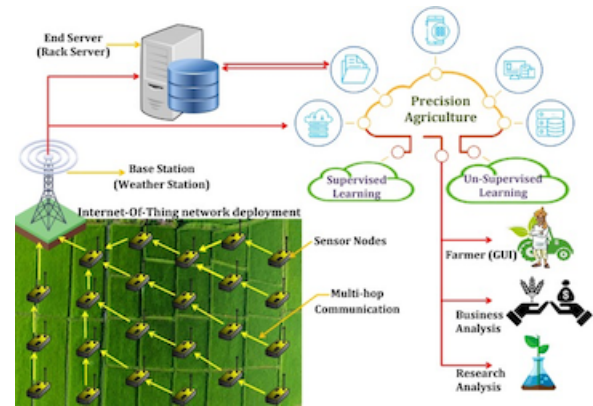 End Server
(Rack Server)
Precision
Agriculture
Base Station
(Weather Station)
Supervised
Learning
Un-Supervised
Learning
Internet-Of-Thing network deployment
Sensor Nodes
Farmer (GUI)
Multi-hop
Communication
Business
Analysis
Research
Analysis